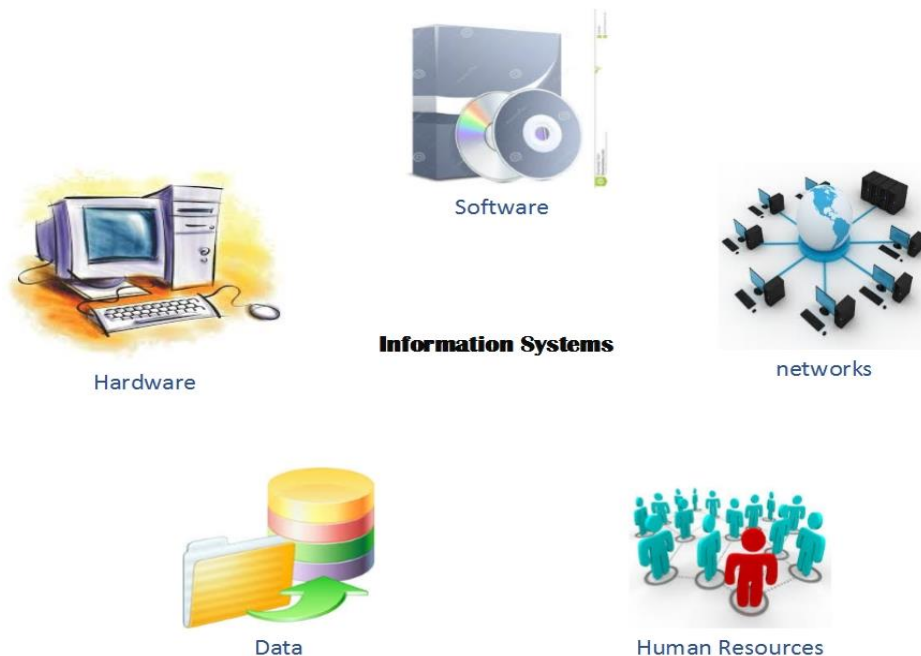 Software
Hardware
Information Systems
networks
Data
Human Resources